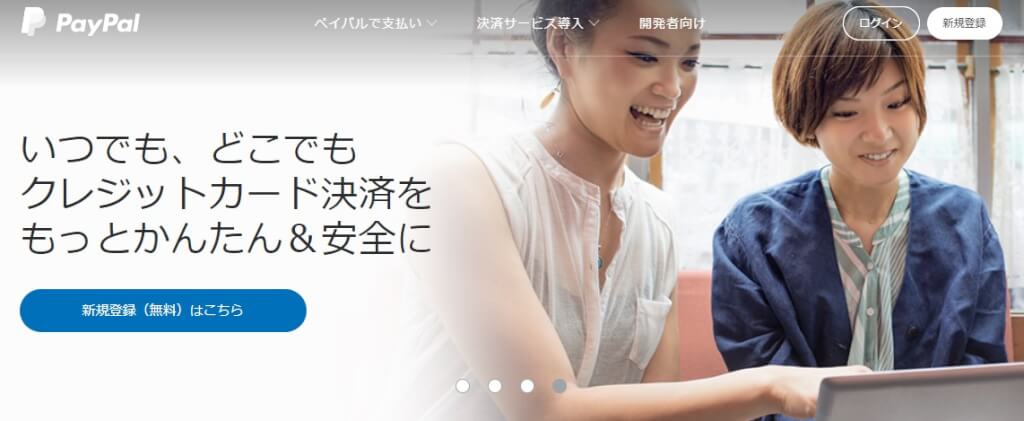 PayPal
ペイパルで支払い
決済サービス導入
開発者向け
ログイン
新規登録
いつでも、どこでも
クレジットカード決済を
もっとかんたん＆安全に
新規登録（無料）はこちら